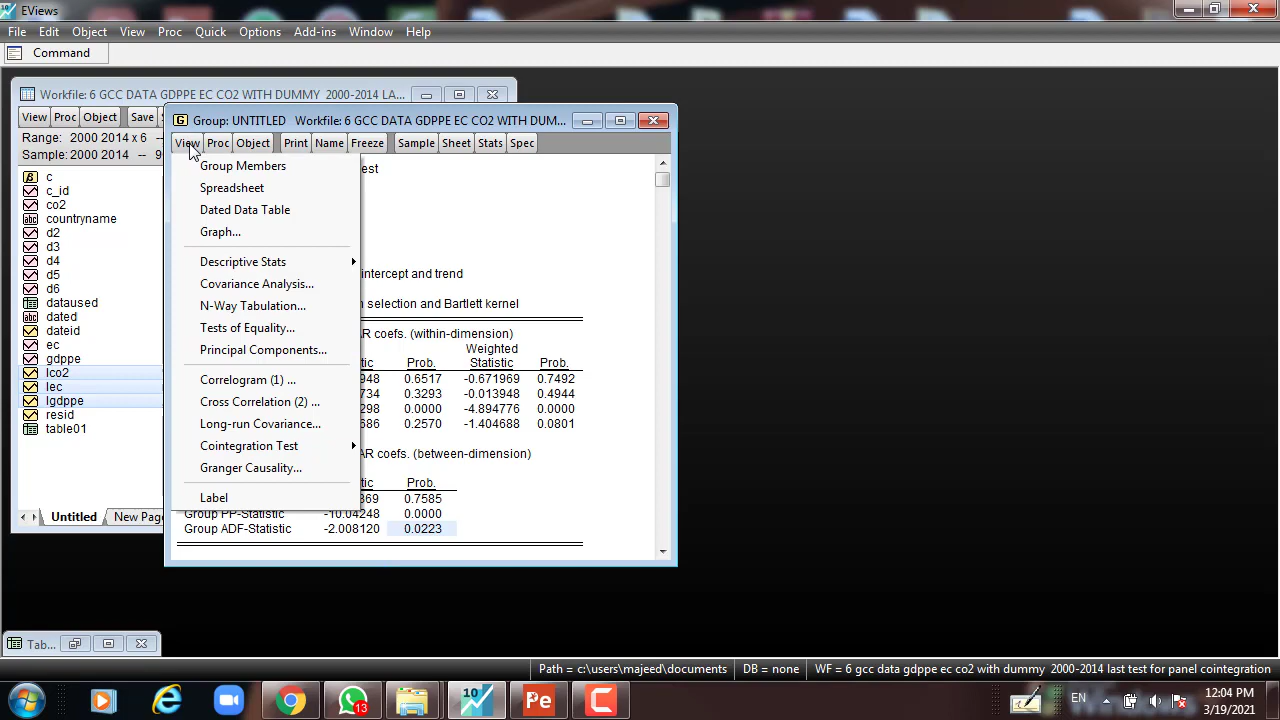 EViews
File Edit Object View Proc Quick Options Add-ins Window Help
Command
Workfile: 6 GCC DATA GDPPE EC CO2 WITH DUMMY 2000-2014 LA...
View Proc Object Save
Range: 2000 2014 x 6 --
Sample: 2000 2014 -- 9
c
c_id
co2
countryname
d2
d3
d4
d5
d6
dataused
dated
dateid
ec
gdppe
lco2
lec
lgdppe
resid
table01
Untitled New Pag
Group: UNTITLED Workfile: 6 GCC DATA GDPPE EC CO2 WITH DUM...
View Proc Object Print Name Freeze Sample Sheet Stats Spec
Group Members
Spreadsheet
Dated Data Table
Graph...
Descriptive Stats
Covariance Analysis...
N-Way Tabulation...
Tests of Equality...
Principal Components...
Correlogram (1) ...
Cross Correlation (2) ...
Long-run Covariance...
Cointegration Test
Granger Causality...
Label
est
intercept and trend
selection and Bartlett kernel
AR coefs. (within-dimension)
Weighted
tic Prob. Statistic Prob.
948 0.6517 -0.671969 0.7492
734 0.3293 -0.013948 0.4944
298 0.0000 -4.894776 0.0000
686 0.2570 -1.404688 0.0801
AR coefs. (between-dimension)
tic Prob.
869 0.7585
Group PP-Statistic -10.04248 0.0000
Group ADF-Statistic -2.008120 0.0223
Tab...
Path = c:\users\majeed\documents DB = none WF = 6 gcc data gdppe ec co2 with dummy 2000-2014 last test for panel cointegration
13
10
Pe
EN
12:04 PM
3/19/2021